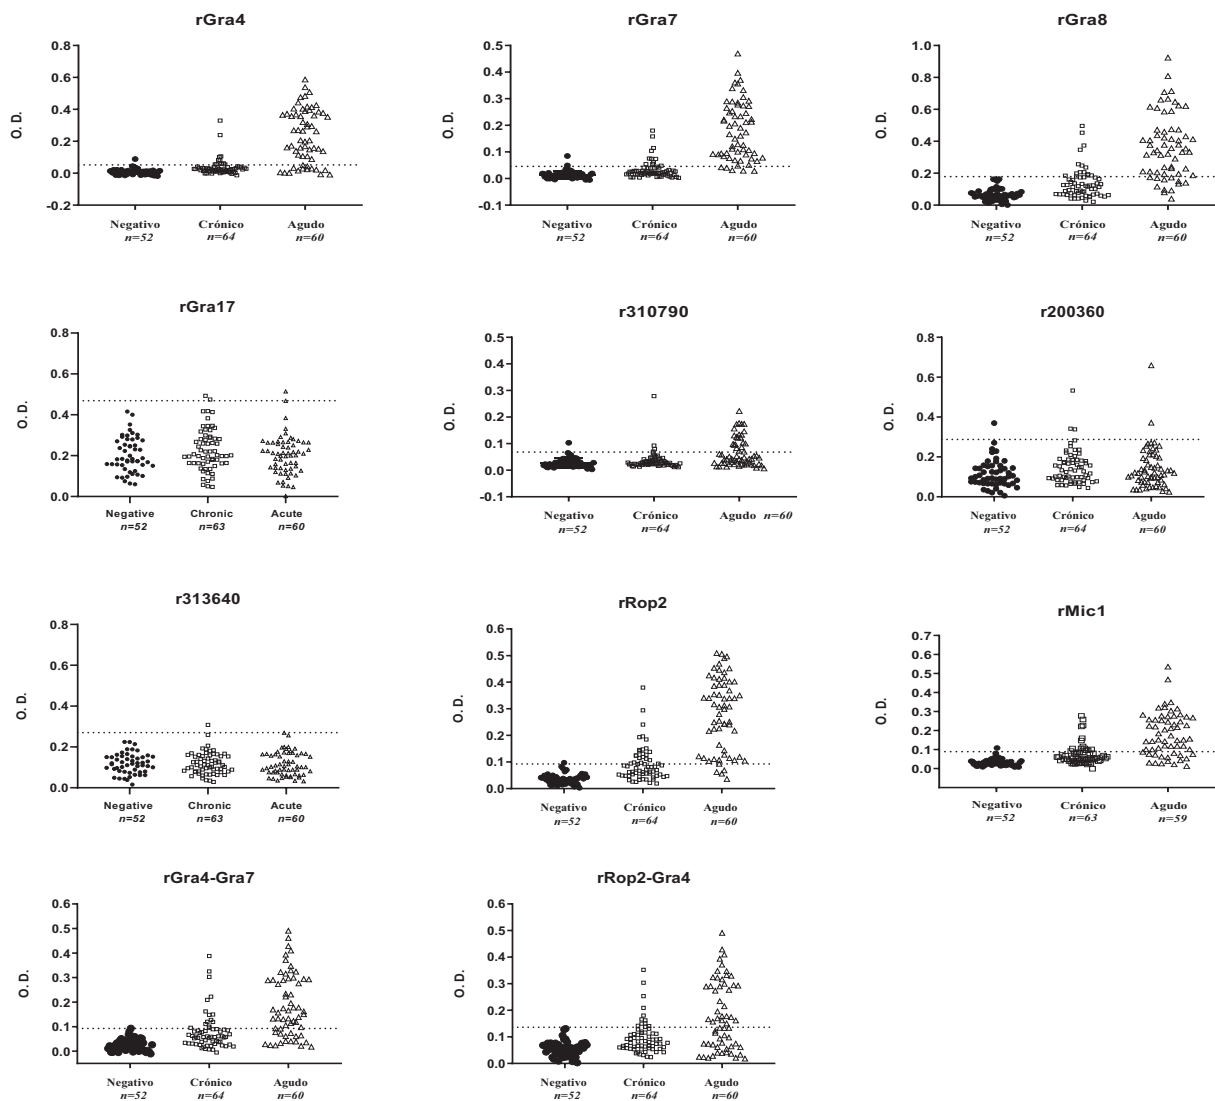 rGra4
O. D.
0.8
0.6
0.4
0.2
0.0
-0.2
Negativo Crónico Agudo
n=52 n=64 n=60
rGra7
O. D.
0.5
0.4
0.3
0.2
0.1
0.0
-0.1
Negativo Crónico Agudo
n=52 n=64 n=60
rGra8
O. D.
1.0
0.8
0.6
0.4
0.2
0.0
Negativo Crónico Agudo
n=52 n=64 n=60
rGra17
O. D.
0.8
0.6
0.4
0.2
0.0
Negative Chronic Acute
n=52 n=63 n=60
r310790
O. D.
0.5
0.4
0.3
0.2
0.1
0.0
-0.1
Negativo Crónico Agudo n=60
n=52 n=64
r200360
O. D.
0.8
0.6
0.4
0.2
0.0
Negativo Crónico Agudo
n=52 n=64 n=60
r313640
O. D.
0.8
0.6
0.4
0.2
0.0
Negative Chronic Acute
n=52 n=63 n=60
rRop2
O. D.
0.6
0.5
0.4
0.3
0.2
0.1
0.0
Negativo Crónico Agudo
n=52 n=64 n=60
rMic1
O. D.
0.7
0.6
0.5
0.4
0.3
0.2
0.1
0.0
Negativo Crónico Agudo
n=52 n=63 n=59
rGra4-Gra7
O. D.
0.6
0.5
0.4
0.3
0.2
0.1
0.0
Negativo Crónico Agudo
n=52 n=64 n=60
rRop2-Gra4
O. D.
0.6
0.5
0.4
0.3
0.2
0.1
0.0
Negativo Crónico Agudo
n=52 n=64 n=60